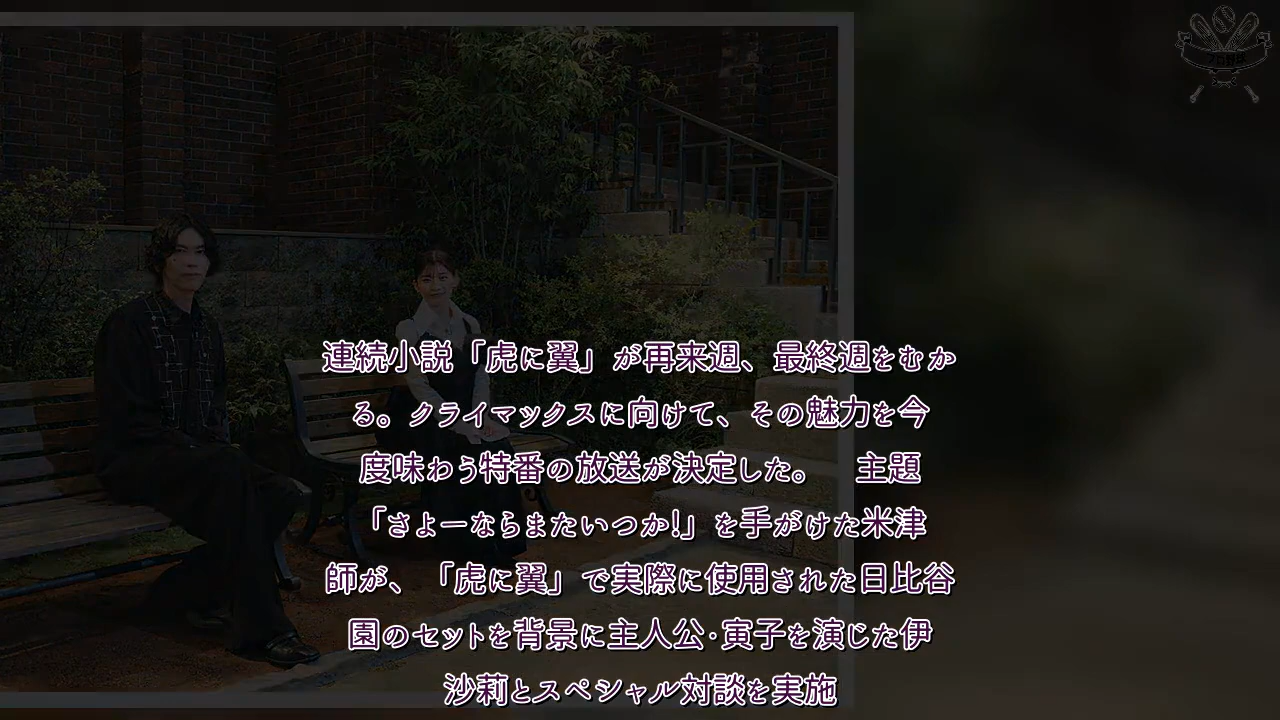 連続小説「虎に翼」が再来週、最終週をむか
る。クライマックスに向けて、その魅力を今
度味わう特番の放送が決定した。　主題
「さよーならまたいつか!」を手がけた米津
師が、「虎に翼」で実際に使用された日比谷
園のセットを背景に主人公・寅子を演じた伊
沙莉とスペシャル対談を実施